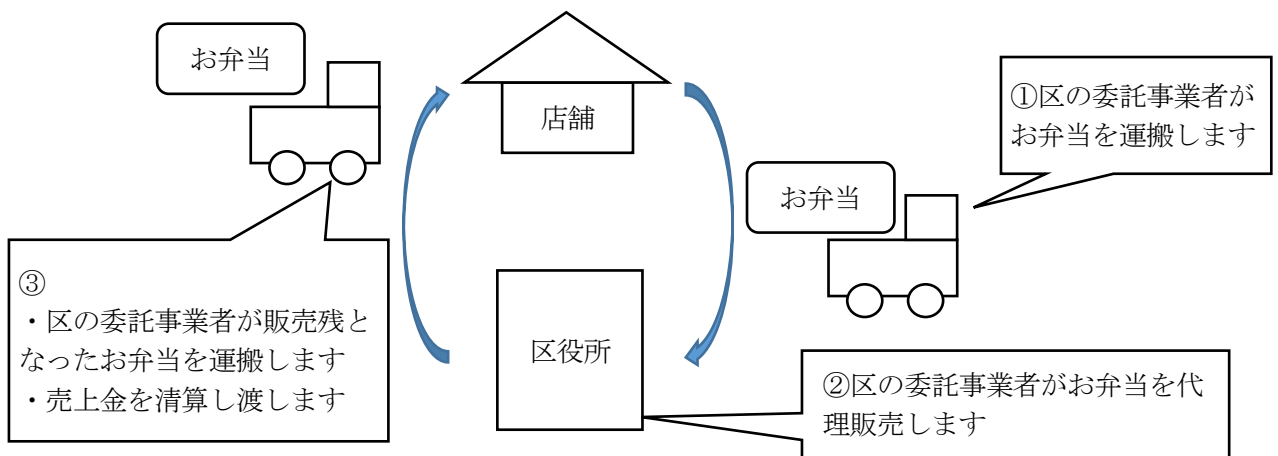 お弁当
店舗
①区の委託事業者が
お弁当を運搬します
お弁当
③
・区の委託事業者が販売残と
なったお弁当を運搬します
・売上金を清算し渡します
区役所
②区の委託事業者がお弁当を代
理販売します